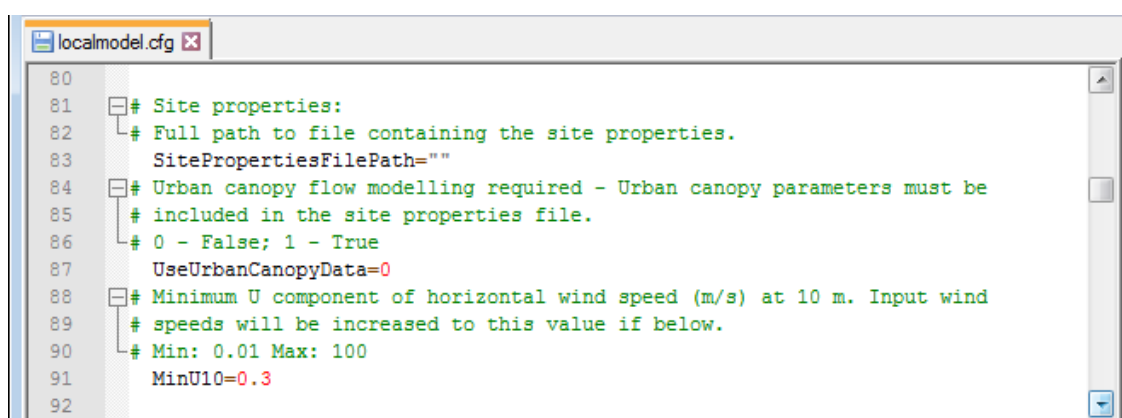 localmodel.cfg
80
81 # Site properties:
82 # Full path to file containing the site properties.
83 SitePropertiesFilePath=""
84 # Urban canopy flow modelling required - Urban canopy parameters must be
85 # included in the site properties file.
86 # 0 - False; 1 - True
87 UseUrbanCanopyData=0
88 # Minimum U component of horizontal wind speed (m/s) at 10 m. Input wind
89 # speeds will be increased to this value if below.
90 # Min: 0.01 Max: 100
91 MinU10=0.3
92